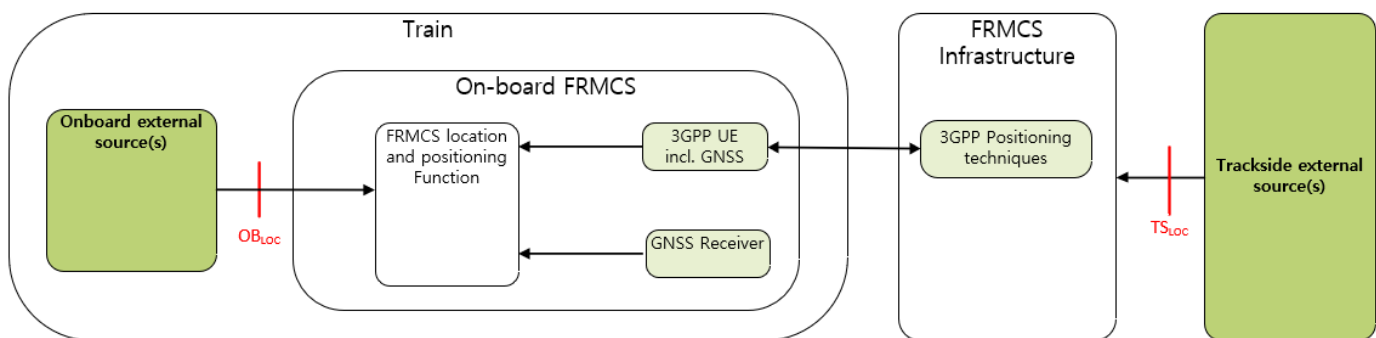 Train
On-board FRMCS
Onboard external
source(s)
OBLOC
FRMCS location
and positioning
Function
3GPP UE
incl. GNSS
GNSS Receiver
FRMCS
Infrastructure
3GPP Positioning
techniques
TSLOC
Trackside external
source(s)